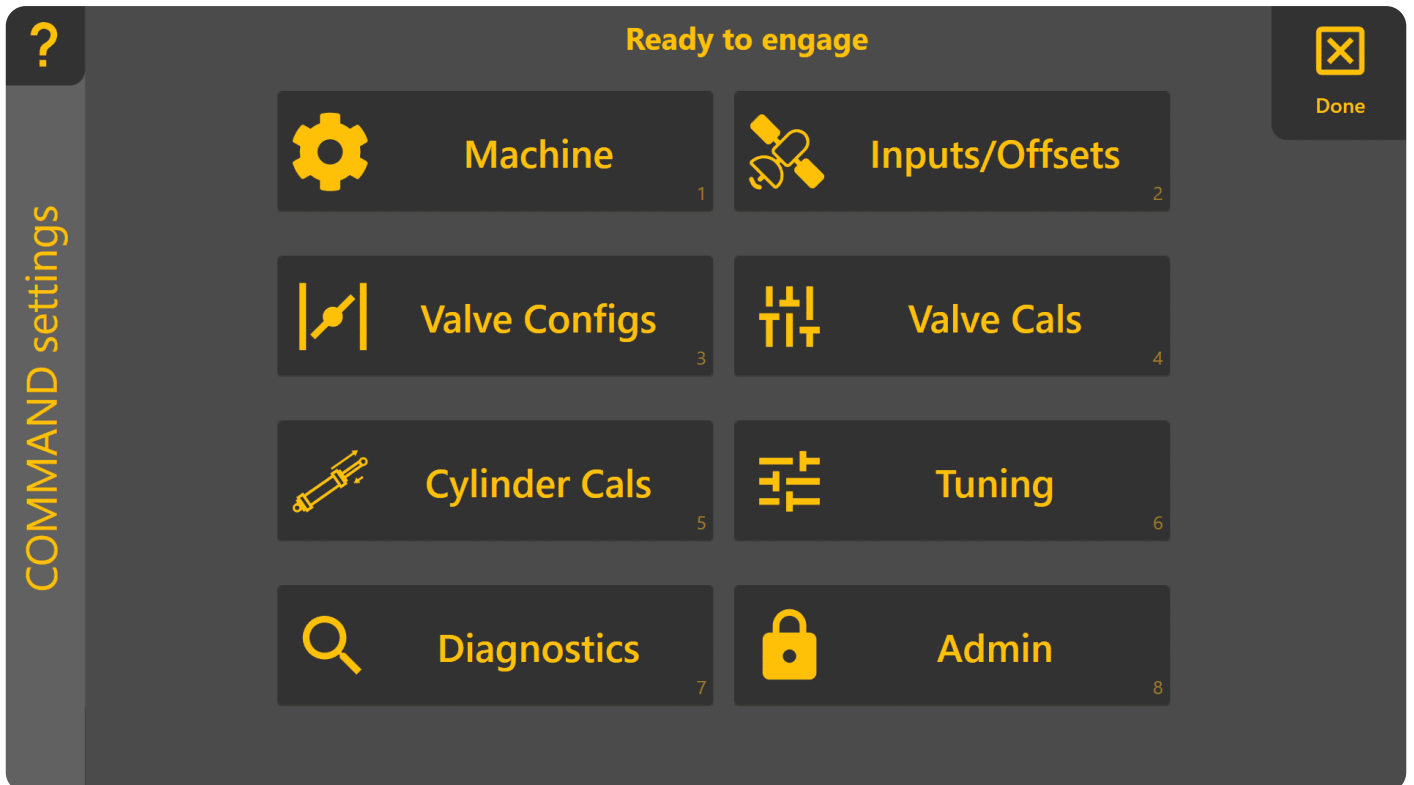 ?
Ready to engage
Done
COMMAND settings
Machine
1
Inputs/Offsets
2
Valve Configs
3
Valve Cals
4
Cylinder Cals
5
Tuning
6
Diagnostics
7
Admin
8